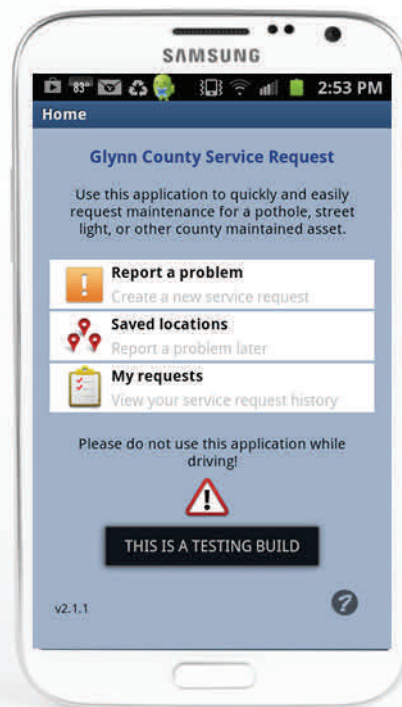 SAMSUNG
83°
2:53 PM
Home
Glynn County Service Request
Use this application to quickly and easily
request maintenance for a pothole, street
light, or other county maintained asset.
!
Report a problem
Create a new service request
Saved locations
Report a problem later
My requests
View your service request history
Please do not use this application while
driving!
!
THIS IS A TESTING BUILD
v2.1.1
?